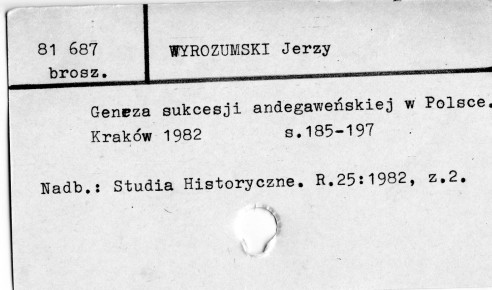 81 687 WYROZUMSKI Jerzy
brosz.
Geneza sukcesji andegaweńskiej w Polsce.
Kraków 1982 s.185-197
Nadb.: Studia Historyczne. R.25:1982, z.2.